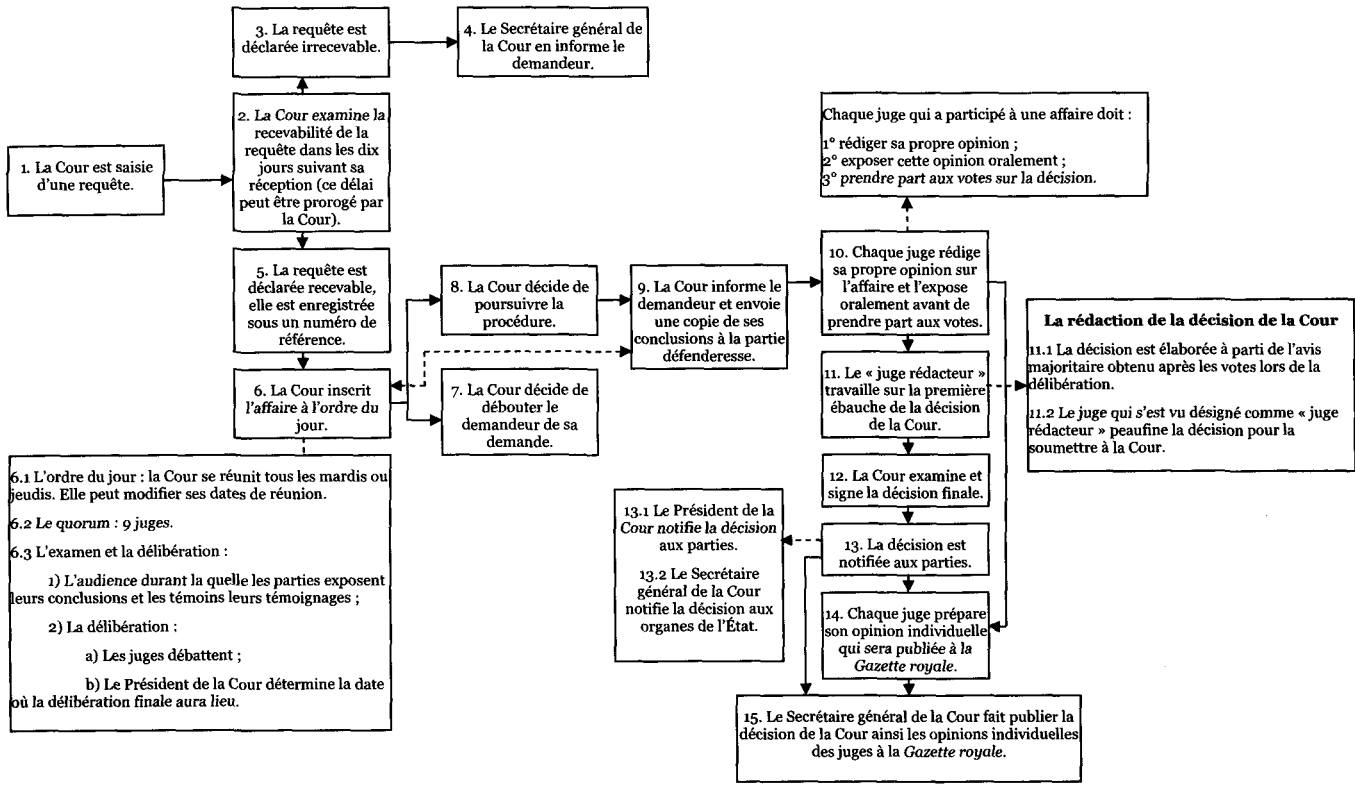 1. La Cour est saisie
d'une requête.
2. La Cour examine la
recevabilité de la
requête dans les dix
jours suivant sa
réception (ce délai
peut être prorogé par
la Cour).
3. La requête est
déclarée irrecevable.
4. Le Secrétaire général de
la Cour en informe le
demandeur.
5. La requête est
déclarée recevable,
elle est enregistrée
sous un numéro de
référence.
6. La Cour inscrit
l'affaire à l'ordre du
jour.
6.1 L'ordre du jour : la Cour se réunit tous les mardis ou
jeudis. Elle peut modifier ses dates de réunion.
6.2 Le quorum : 9 juges.
6.3 L'examen et la délibération :
1) L'audience durant la quelle les parties exposent
leurs conclusions et les témoins leurs témoignages ;
2) La délibération :
a) Les juges débattent ;
b) Le Président de la Cour détermine la date
où la délibération finale aura lieu.
7. La Cour décide de
débouter le
demandeur de sa
demande.
8. La Cour décide de
poursuivre la
procédure.
9. La Cour informe le
demandeur et envoie
une copie de ses
conclusions à la partie
défenderesse.
Chaque juge qui a participé à une affaire doit :
1° rédiger sa propre opinion ;
2° exposer cette opinion oralement ;
3° prendre part aux votes sur la décision.
10. Chaque juge rédige
sa propre opinion sur
l'affaire et l'expose
oralement avant de
prendre part aux votes.
11. Le « juge rédacteur »
travaille sur la première
ébauche de la décision
de la Cour.
La rédaction de la décision de la Cour
11.1 La décision est élaborée à parti de l'avis
majoritaire obtenu après les votes lors de la
délibération.
11.2 Le juge qui s'est vu désigné comme « juge
rédacteur » peaufine la décision pour la
soumettre à la Cour.
12. La Cour examine et
signe la décision finale.
13. La décision est
notifiée aux parties.
13.1 Le Président de la
Cour notifie la décision
aux parties.
13.2 Le Secrétaire
général de la Cour
notifie la décision aux
organes de l'État.
14. Chaque juge prépare
son opinion individuelle
qui sera publiée à la
Gazette royale.
15. Le Secrétaire général de la Cour fait publier la
décision de la Cour ainsi les opinions individuelles
des juges à la Gazette royale.